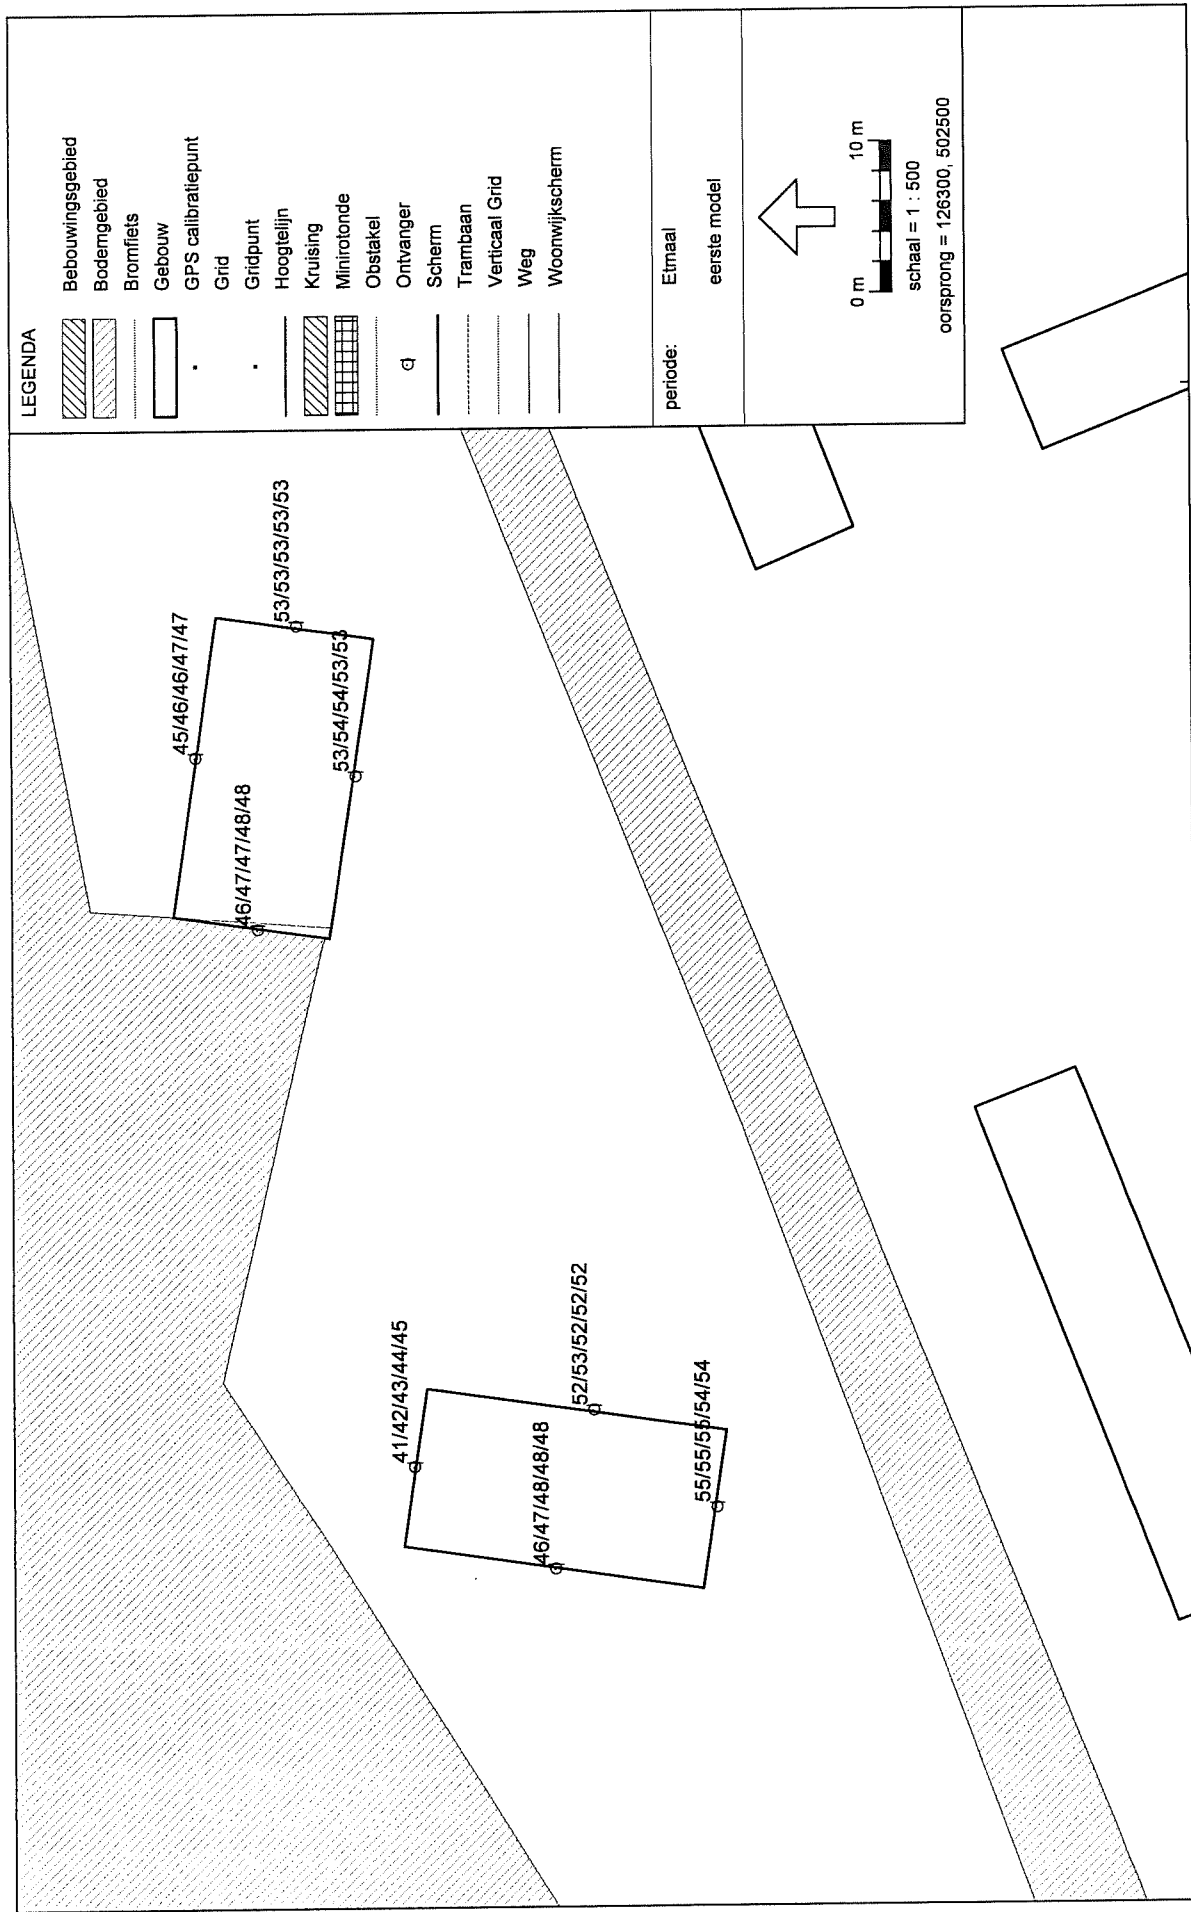 LEGENDA
Bebouwingsgebied
Bodemgebied
Bromfiets
Gebouw
GPS calibratiepunt
Grid
Gridpunt
Hoogtelijn
Kruising
Minirotonde
Obstakel
Ontvanger
Scherm
Trambaan
Verticaal Grid
Weg
Woonwijkscherm
periode: Etmaal
eerste model
0 m 10 m
schaal = 1 : 500
oorsprong = 126300, 502500
45/46/46/47/47
53/53/53/53/53
46/47/47/48/48
53/54/54/53/53
41/42/43/44/45
52/53/52/52/52
46/47/48/48/48
55/55/55/54/54